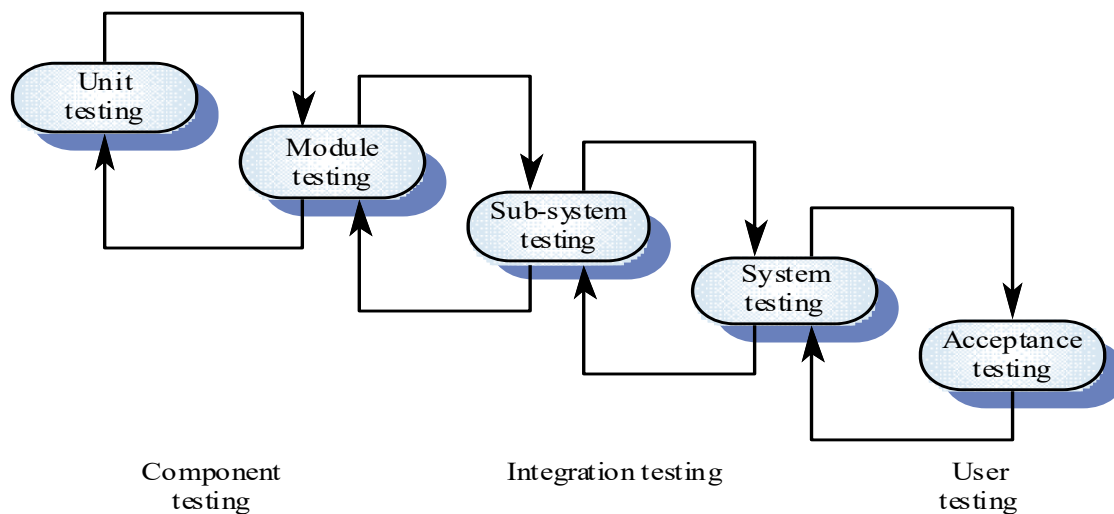 Unit
testing
Module
testing
Sub-system
testing
System
testing
Acceptance
testing
Component
testing
Integration testing
User
testing